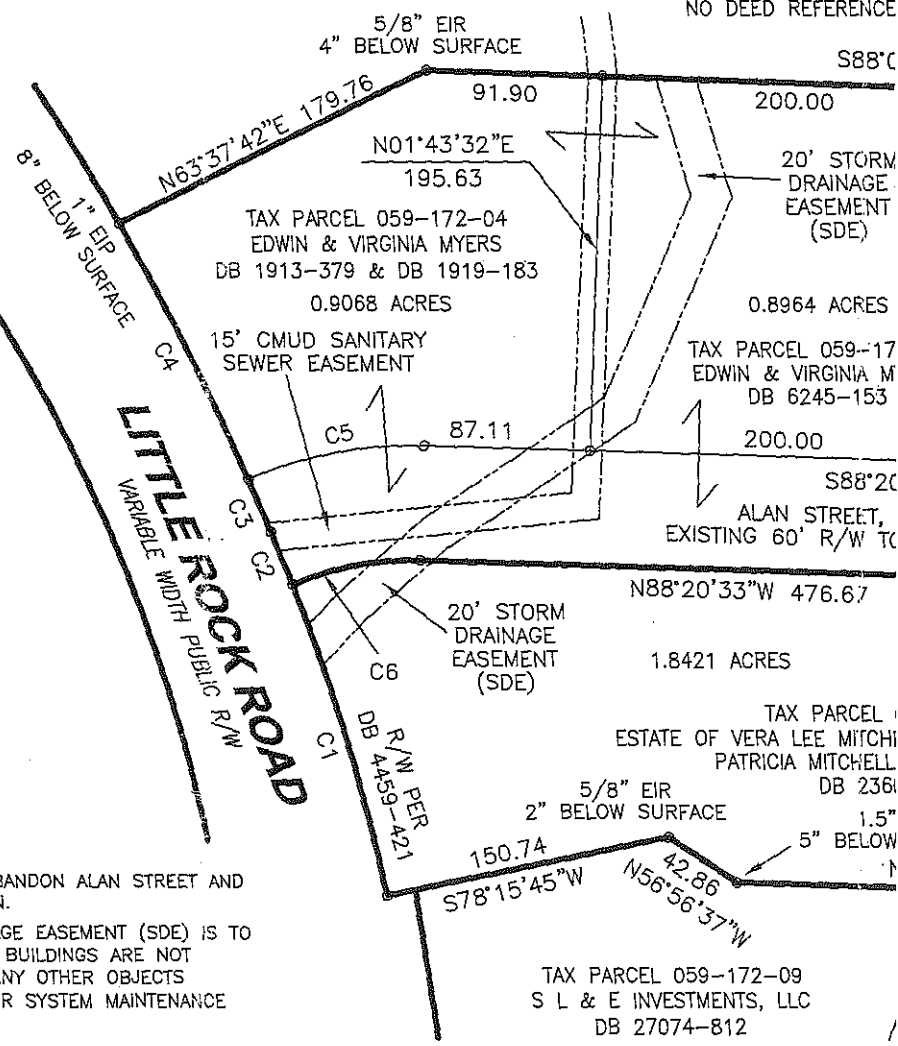 NO DEED REFERENCE
5/8" EIR
4" BELOW SURFACE
S88°
91.90
200.00
N63°37'42"E 179.76
N01°43'32"E
195.63
20' STORM
DRAINAGE
EASEMENT
(SDE)
1" EIP
8" BELOW SURFACE
TAX PARCEL 059-172-04
EDWIN & VIRGINIA MYERS
DB 1913-379 & DB 1919-183
0.9068 ACRES
0.8964 ACRES
15' CMUD SANITARY
SEWER EASEMENT
TAX PARCEL 059-17
EDWIN & VIRGINIA M
DB 6245-153
C4
C5
87.11
200.00
S88°20
LITTLE ROCK ROAD
VARIABLE WIDTH PUBLIC R/W
C3
C2
ALAN STREET,
EXISTING 60' R/W TO
N88°20'33"W 476.67
20' STORM
DRAINAGE
EASEMENT
(SDE)
C6
1.8421 ACRES
C1
R/W PER
DB 4459-421
TAX PARCEL
ESTATE OF VERA LEE MITCH
PATRICIA MITCHELL
DB 236
5/8" EIR
2" BELOW SURFACE
1.5"
5" BELOW
150.74
S78°15'45"W
42.86
N56°56'37"W
BANDON ALAN STREET AND
N.
GE EASEMENT (SDE) IS TO
BUILDINGS ARE NOT
ANY OTHER OBJECTS
R SYSTEM MAINTENANCE
TAX PARCEL 059-172-09
S L & E INVESTMENTS, LLC
DB 27074-812